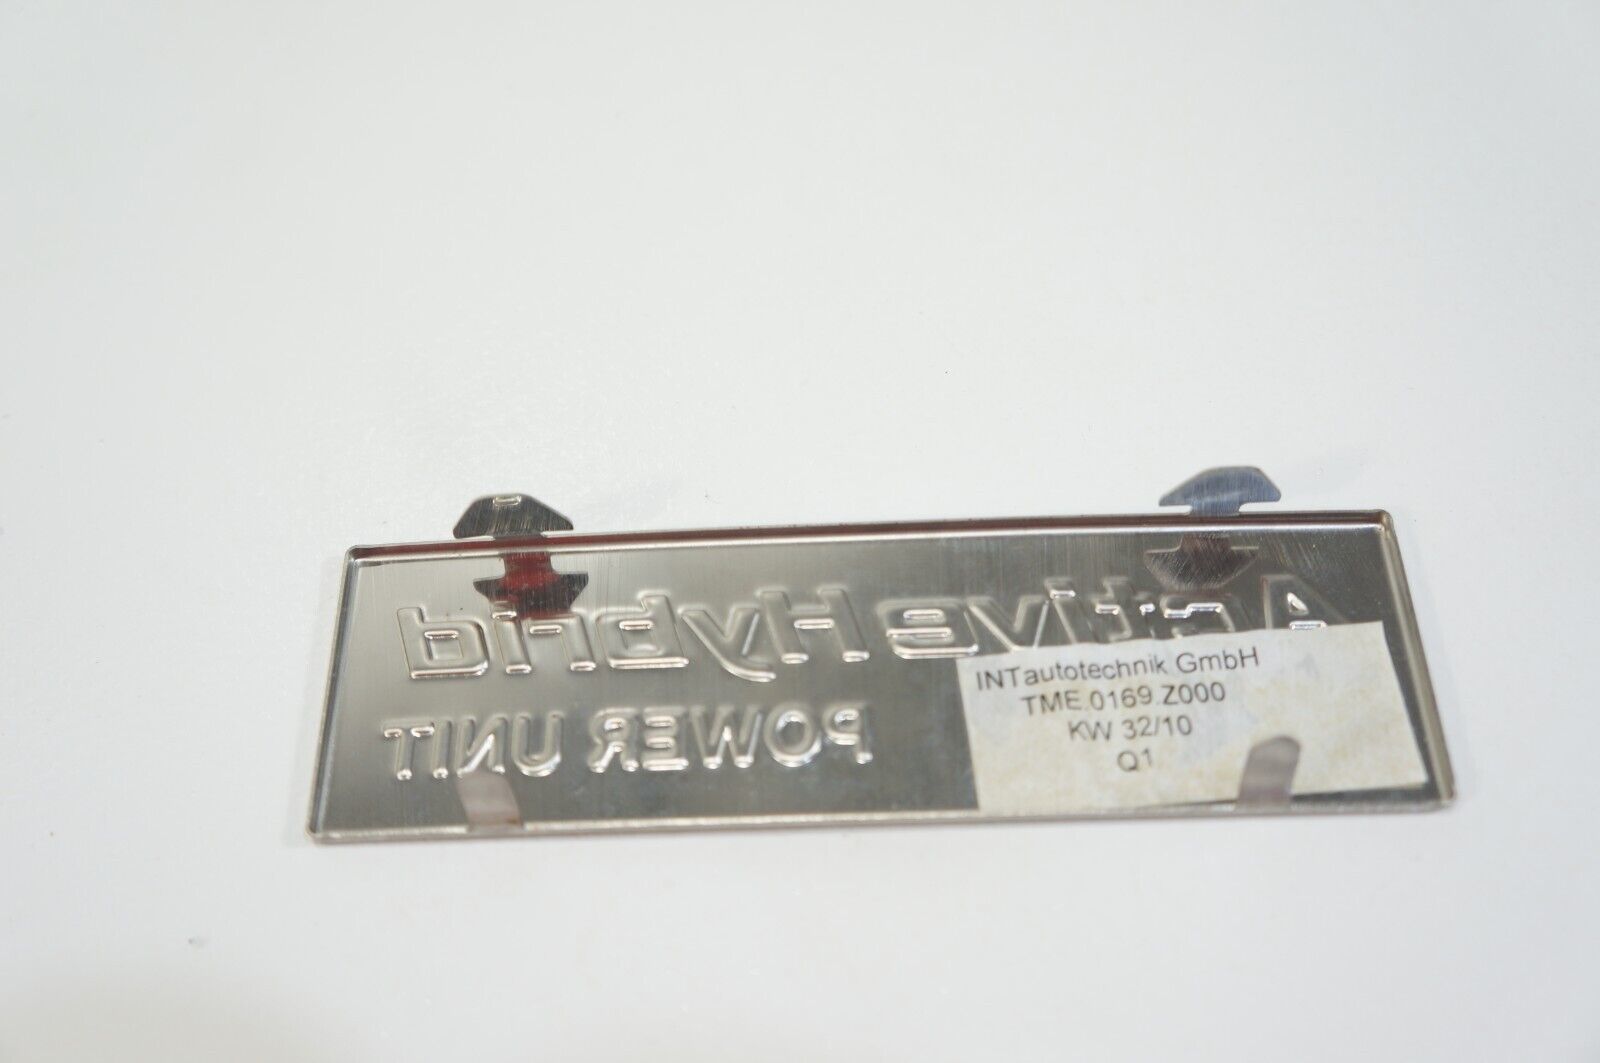 ActiveHybrid
POWER UNIT
INTautotechnik GmbH
TME.0169.Z000
KW 32/10
Q1